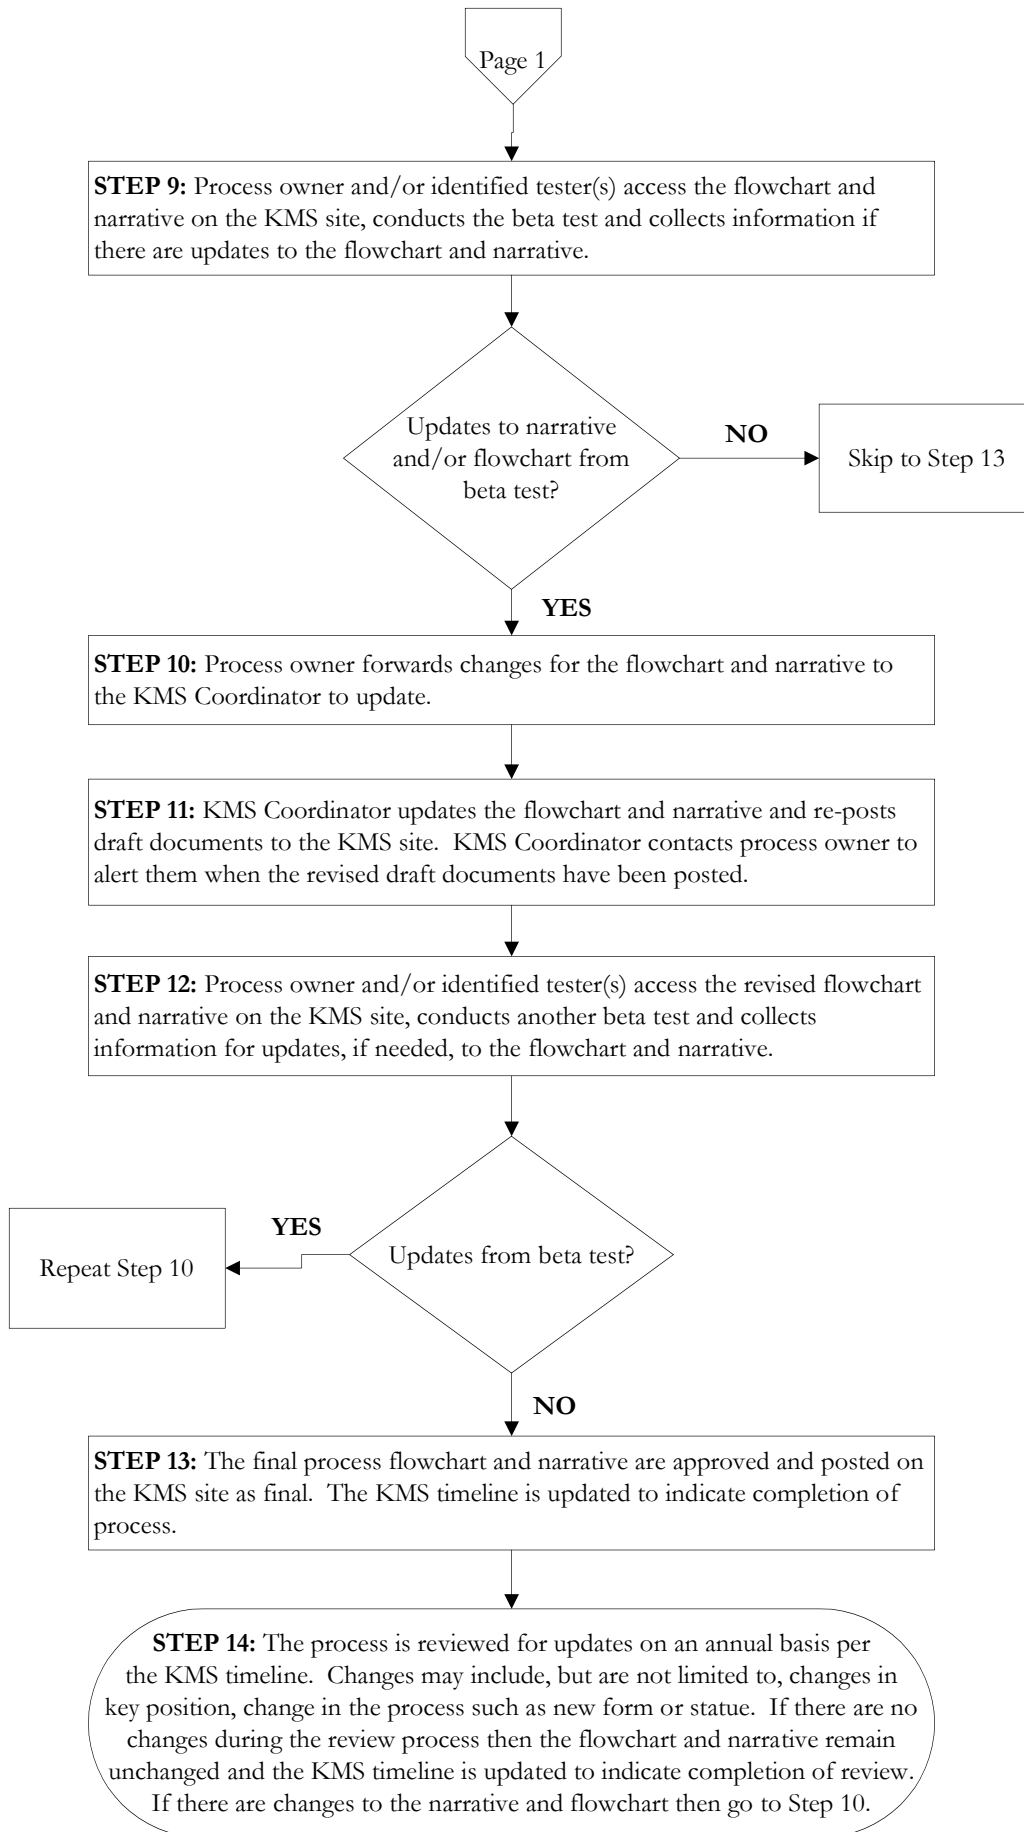 Page 1
STEP 9: Process owner and/or identified tester(s) access the flowchart and
narrative on the KMS site, conducts the beta test and collects information if
there are updates to the flowchart and narrative.
Updates to narrative
and/or flowchart from
beta test?
NO
Skip to Step 13
YES
STEP 10: Process owner forwards changes for the flowchart and narrative to
the KMS Coordinator to update.
STEP 11: KMS Coordinator updates the flowchart and narrative and re-posts
draft documents to the KMS site.  KMS Coordinator contacts process owner to
alert them when the revised draft documents have been posted.
STEP 12: Process owner and/or identified tester(s) access the revised flowchart
and narrative on the KMS site, conducts another beta test and collects
information for updates, if needed, to the flowchart and narrative.
YES
Repeat Step 10
Updates from beta test?
NO
STEP 13: The final process flowchart and narrative are approved and posted on
the KMS site as final.  The KMS timeline is updated to indicate completion of
process.
STEP 14: The process is reviewed for updates on an annual basis per
the KMS timeline.  Changes may include, but are not limited to, changes in
key position, change in the process such as new form or statue.  If there are no
changes during the review process then the flowchart and narrative remain
unchanged and the KMS timeline is updated to indicate completion of review.
If there are changes to the narrative and flowchart then go to Step 10.